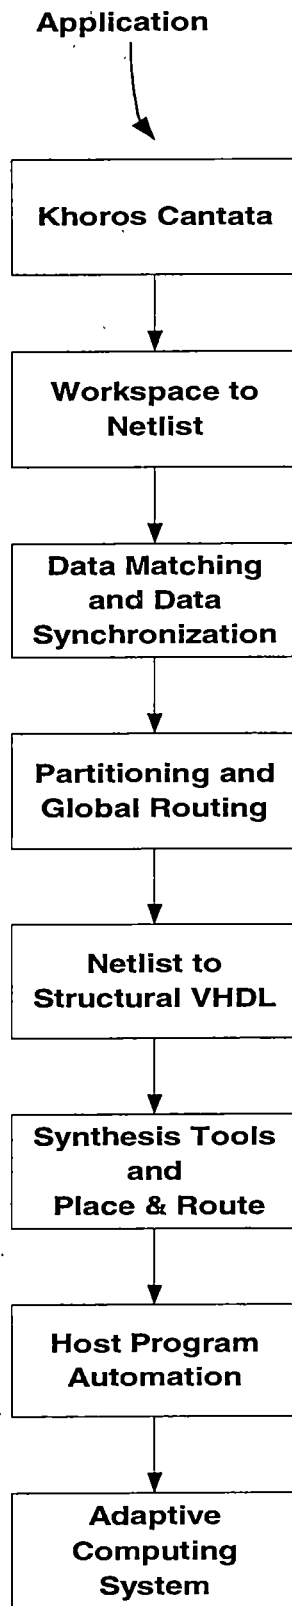 Application
Khoros Cantata
Workspace to
Netlist
Data Matching
and Data
Synchronization
Partitioning and
Global Routing
Netlist to
Structural VHDL
Synthesis Tools
and
Place & Route
Host Program
Automation
Adaptive
Computing
System